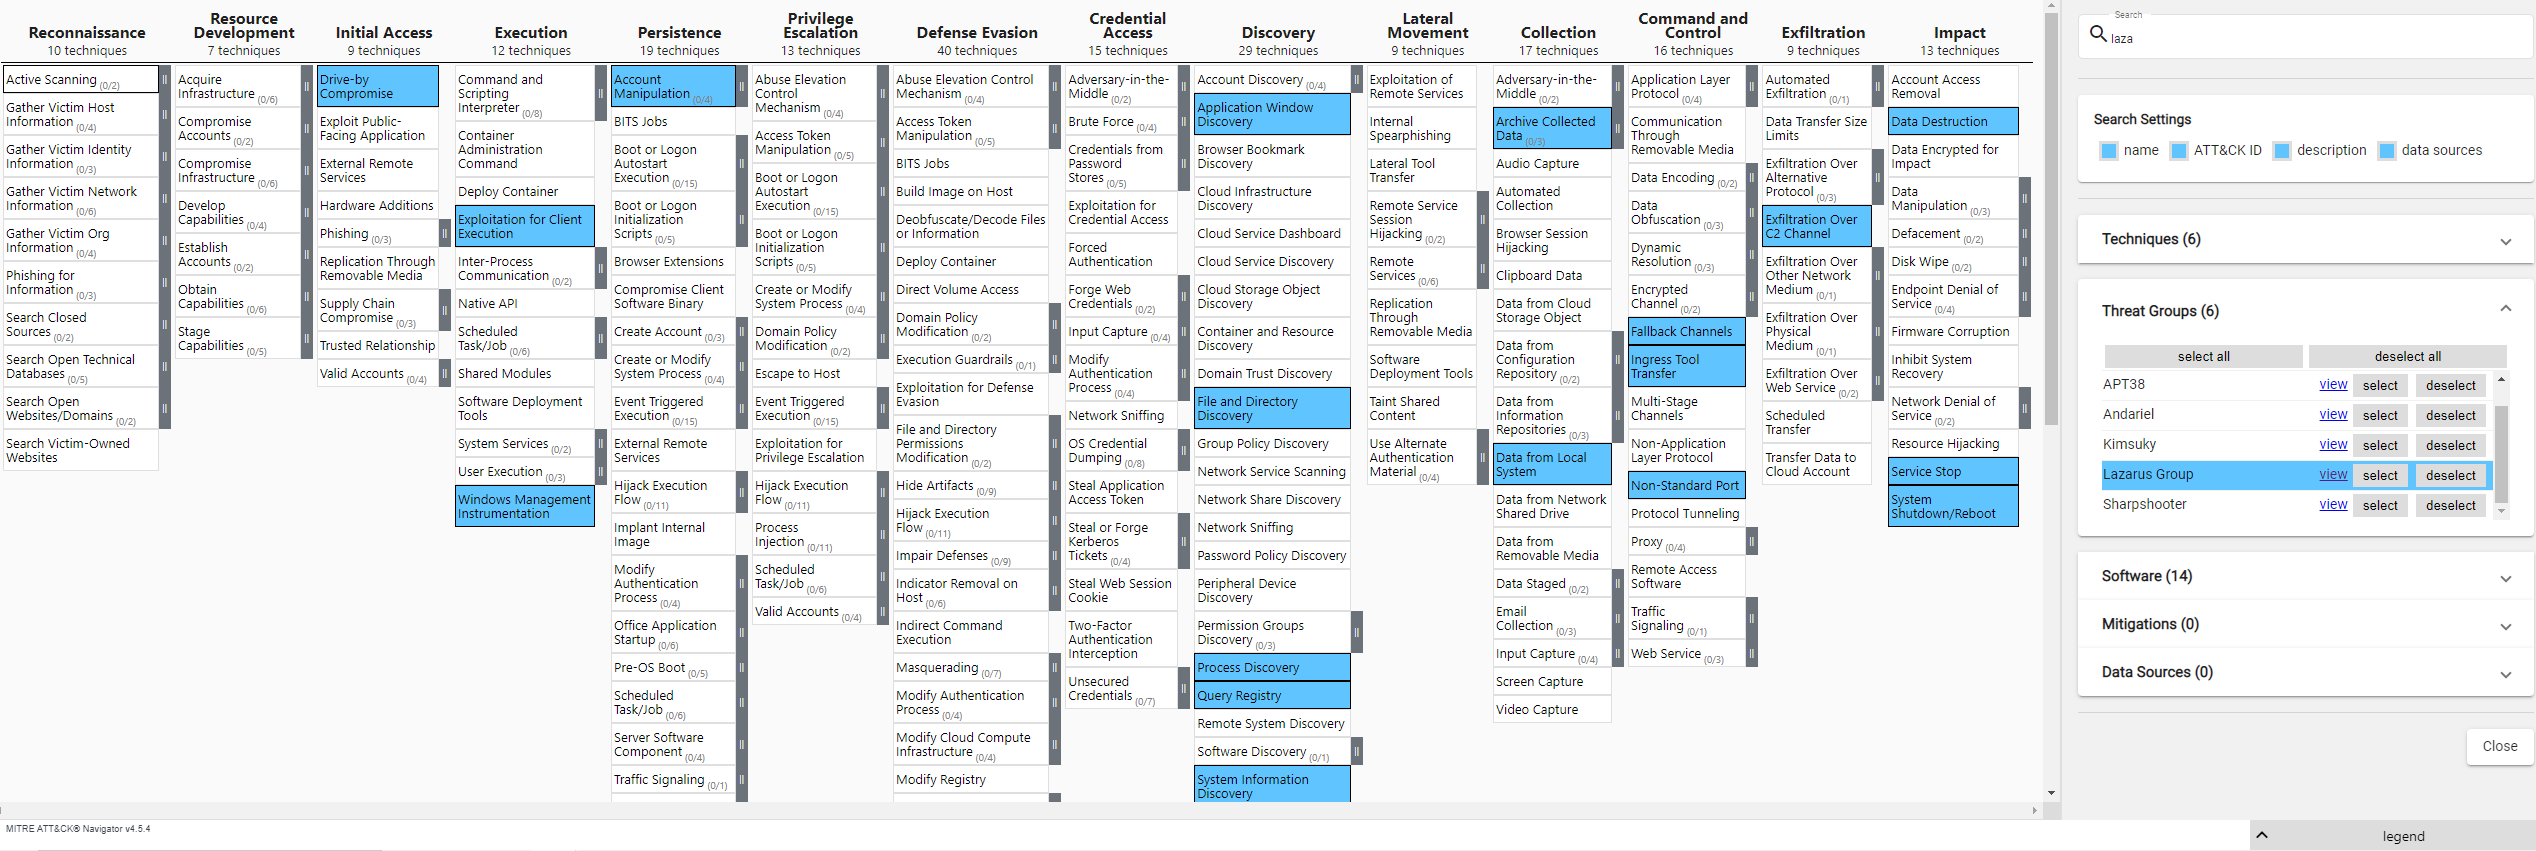 Reconnaissance
10 techniques
Active Scanning (0/2)
Gather Victim Host
Information (0/4)
Gather Victim Identity
Information (0/3)
Gather Victim Network
Information (0/6)
Gather Victim Org
Information (0/4)
Phishing for
Information (0/3)
Search Closed
Sources (0/2)
Search Open Technical
Databases (0/5)
Search Open
Websites/Domains (0/2)
Search Victim-Owned
Websites
Resource
Development
7 techniques
Acquire
Infrastructure (0/6)
Compromise
Accounts (0/2)
Compromise
Infrastructure (0/6)
Develop
Capabilities (0/4)
Establish
Accounts (0/2)
Obtain
Capabilities (0/6)
Stage
Capabilities (0/5)
Initial Access
9 techniques
Drive-by
Compromise
Exploit Public-
Facing Application
External Remote
Services
Hardware Additions
Phishing (0/3)
Replication Through
Removable Media
Supply Chain
Compromise (0/3)
Trusted Relationship
Valid Accounts (0/4)
Execution
12 techniques
Command and
Scripting
Interpreter (0/8)
Container
Administration
Command
Deploy Container
Exploitation for Client
Execution
Inter-Process
Communication (0/2)
Native API
Scheduled
Task/Job (0/6)
Shared Modules
Software Deployment
Tools
System Services (0/2)
User Execution (0/3)
Windows Management
Instrumentation
Persistence
19 techniques
Account
Manipulation (0/4)
BITS Jobs
Boot or Logon
Autostart
Execution (0/15)
Boot or Logon
Initialization
Scripts (0/5)
Browser Extensions
Compromise Client
Software Binary
Create Account (0/3)
Create or Modify
System Process (0/4)
Event Triggered
Execution (0/15)
External Remote
Services
Hijack Execution
Flow (0/11)
Implant Internal
Image
Modify
Authentication
Process (0/4)
Office Application
Startup (0/6)
Pre-OS Boot (0/5)
Scheduled
Task/Job (0/6)
Server Software
Component (0/4)
Traffic Signaling (0/1)
Privilege
Escalation
13 techniques
Abuse Elevation
Control
Mechanism (0/4)
Access Token
Manipulation (0/5)
Boot or Logon
Autostart
Execution (0/15)
Boot or Logon
Initialization
Scripts (0/5)
Create or Modify
System Process (0/4)
Domain Policy
Modification (0/2)
Escape to Host
Event Triggered
Execution (0/15)
Exploitation for
Privilege Escalation
Hijack Execution
Flow (0/11)
Process
Injection (0/11)
Scheduled
Task/Job (0/6)
Valid Accounts (0/4)
Defense Evasion
40 techniques
Abuse Elevation Control
Mechanism (0/4)
Access Token
Manipulation (0/5)
BITS Jobs
Build Image on Host
Deobfuscate/Decode Files
or Information
Deploy Container
Direct Volume Access
Domain Policy
Modification (0/2)
Execution Guardrails (0/1)
Exploitation for Defense
Evasion
File and Directory
Permissions
Modification (0/2)
Hide Artifacts (0/9)
Hijack Execution
Flow (0/11)
Impair Defenses (0/9)
Indicator Removal on
Host (0/6)
Indirect Command
Execution
Masquerading (0/7)
Modify Authentication
Process (0/4)
Modify Cloud Compute
Infrastructure (0/4)
Modify Registry
Credential
Access
15 techniques
Adversary-in-the-
Middle (0/2)
Brute Force (0/4)
Credentials from
Password
Stores (0/5)
Exploitation for
Credential Access
Forced
Authentication
Forge Web
Credentials (0/2)
Input Capture (0/4)
Modify
Authentication
Process (0/4)
Network Sniffing
OS Credential
Dumping (0/8)
Steal Application
Access Token
Steal or Forge
Kerberos
Tickets (0/4)
Steal Web Session
Cookie
Two-Factor
Authentication
Interception
Unsecured
Credentials (0/7)
Discovery
29 techniques
Account Discovery (0/4)
Application Window
Discovery
Browser Bookmark
Discovery
Cloud Infrastructure
Discovery
Cloud Service Dashboard
Cloud Service Discovery
Cloud Storage Object
Discovery
Container and Resource
Discovery
Domain Trust Discovery
File and Directory
Discovery
Group Policy Discovery
Network Service Scanning
Network Share Discovery
Network Sniffing
Password Policy Discovery
Peripheral Device
Discovery
Permission Groups
Discovery (0/3)
Process Discovery
Query Registry
Remote System Discovery
Software Discovery (0/1)
System Information
Discovery
Lateral
Movement
9 techniques
Exploitation of
Remote Services
Internal
Spearphishing
Lateral Tool
Transfer
Remote Service
Session
Hijacking (0/2)
Remote
Services (0/6)
Replication
Through
Removable Media
Software
Deployment Tools
Taint Shared
Content
Use Alternate
Authentication
Material (0/4)
Collection
17 techniques
Adversary-in-the-
Middle (0/2)
Archive Collected
Data (0/3)
Audio Capture
Automated
Collection
Browser Session
Hijacking
Clipboard Data
Data from Cloud
Storage Object
Data from
Configuration
Repository (0/2)
Data from
Information
Repositories (0/3)
Data from Local
System
Data from Network
Shared Drive
Data from
Removable Media
Data Staged (0/2)
Email
Collection (0/3)
Input Capture (0/4)
Screen Capture
Video Capture
Command and
Control
16 techniques
Application Layer
Protocol (0/4)
Communication
Through
Removable Media
Data Encoding (0/2)
Data
Obfuscation (0/3)
Dynamic
Resolution (0/3)
Encrypted
Channel (0/2)
Fallback Channels
Ingress Tool
Transfer
Multi-Stage
Channels
Non-Application
Layer Protocol
Non-Standard Port
Protocol Tunneling
Proxy (0/4)
Remote Access
Software
Traffic
Signaling (0/1)
Web Service (0/3)
Exfiltration
9 techniques
Automated
Exfiltration (0/1)
Data Transfer Size
Limits
Exfiltration Over
Alternative
Protocol (0/3)
Exfiltration Over
C2 Channel
Exfiltration Over
Other Network
Medium (0/1)
Exfiltration Over
Physical
Medium (0/1)
Exfiltration Over
Web Service (0/2)
Scheduled
Transfer
Transfer Data to
Cloud Account
Impact
13 techniques
Account Access
Removal
Data Destruction
Data Encrypted for
Impact
Data
Manipulation (0/3)
Defacement (0/2)
Disk Wipe (0/2)
Endpoint Denial of
Service (0/4)
Firmware Corruption
Inhibit System
Recovery
Network Denial of
Service (0/2)
Resource Hijacking
Service Stop
System
Shutdown/Reboot
Search
laza
Search Settings
name ATT&CK ID description data sources
Techniques (6)
Threat Groups (6)
select all deselect all
APT38 view select deselect
Andariel view select deselect
Kimsuky view select deselect
Lazarus Group view select deselect
Sharpshooter view select deselect
Software (14)
Mitigations (0)
Data Sources (0)
Close
MITRE ATT&CK® Navigator v4.5.4
legend